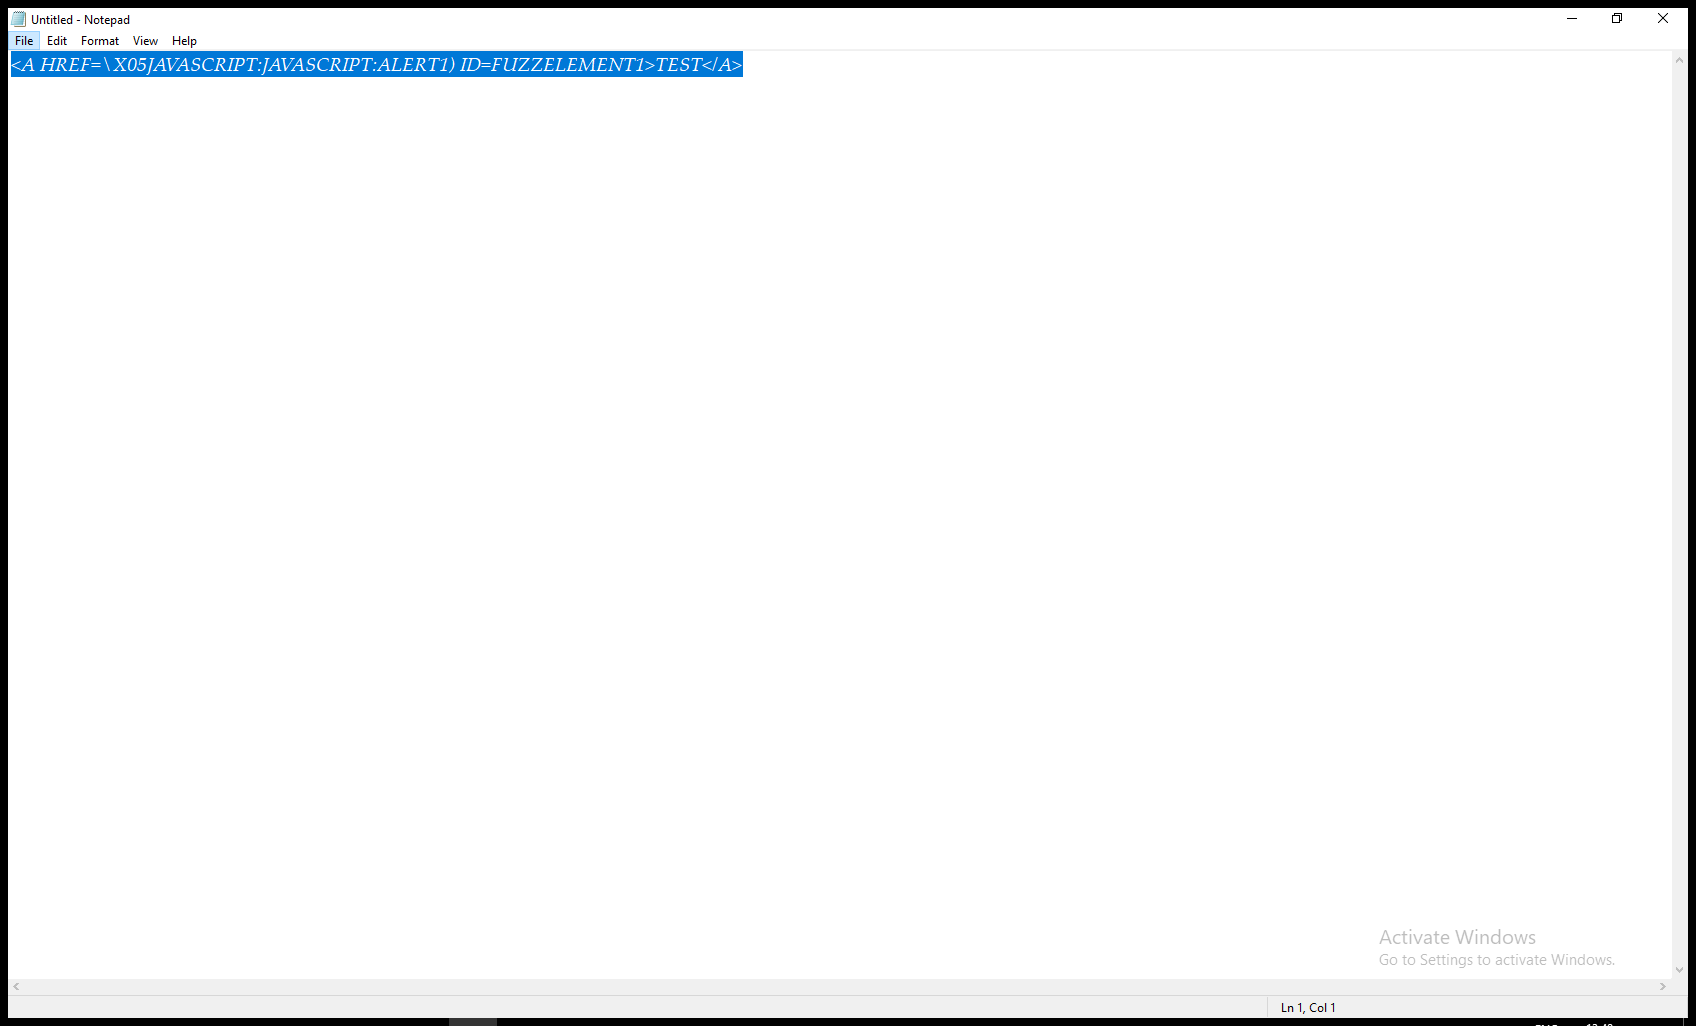 Untitled - Notepad
File Edit Format View Help
<A HREF=\X05JAVASCRIPT:JAVASCRIPT:ALERT1) ID=FUZZELEMENT1>TEST</A>
Activate Windows
Go to Settings to activate Windows.
Ln 1, Col 1